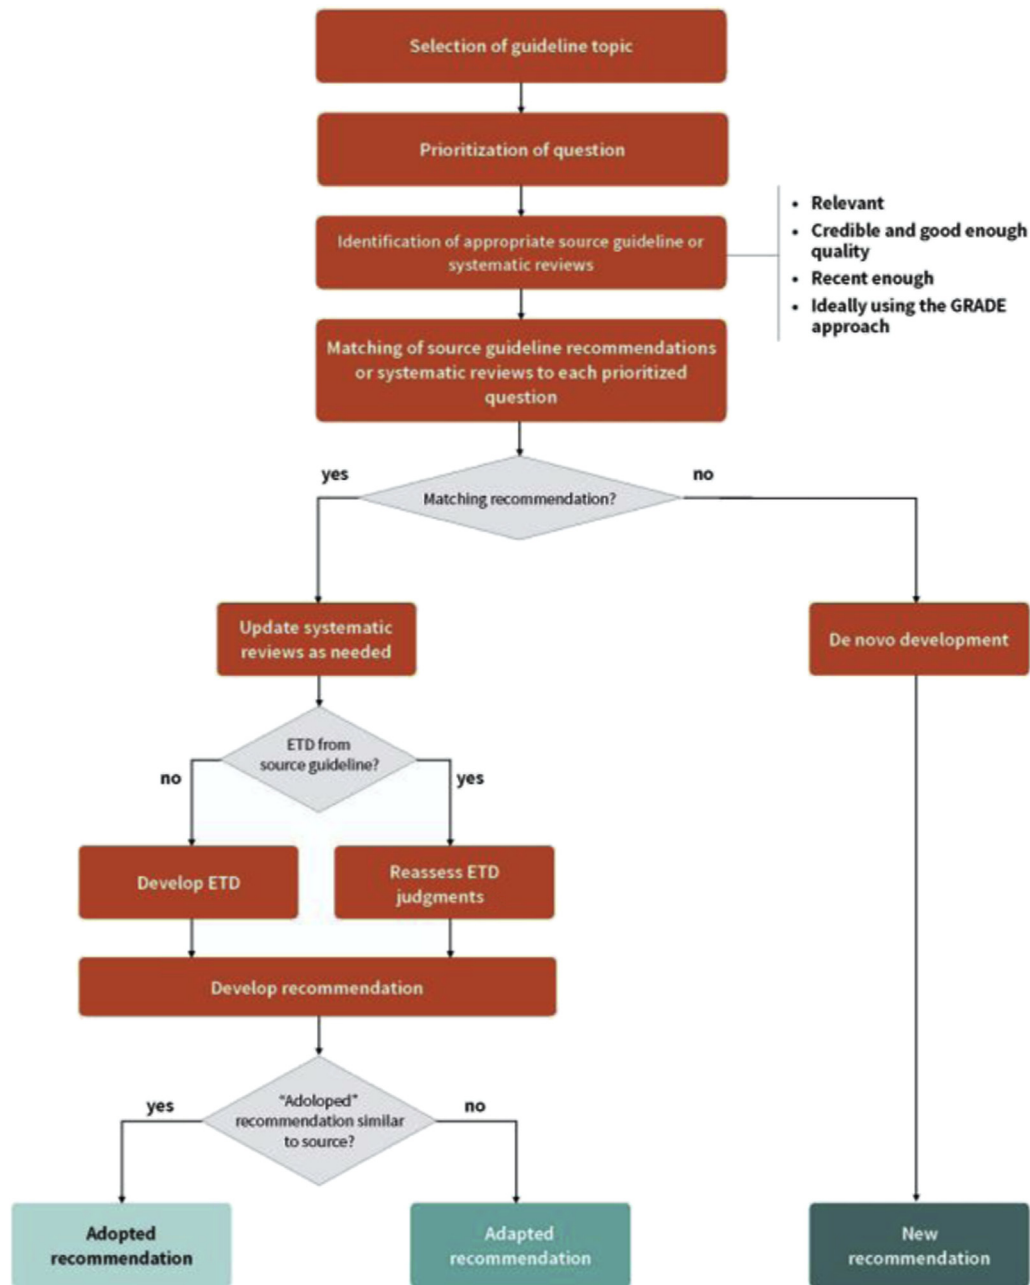 Selection of guideline topic
Prioritization of question
Identification of appropriate source guideline or
systematic reviews
• Relevant
• Credible and good enough
quality
• Recent enough
• Ideally using the GRADE
approach
Matching of source guideline recommendations
or systematic reviews to each prioritized
question
yes
no
Matching recommendation?
Update systematic
reviews as needed
De novo development
ETD from
source guideline?
no
yes
Develop ETD
Reassess ETD
judgments
Develop recommendation
yes
no
“Adoloped”
recommendation similar
to source?
Adopted
recommendation
Adapted
recommendation
New
recommendation